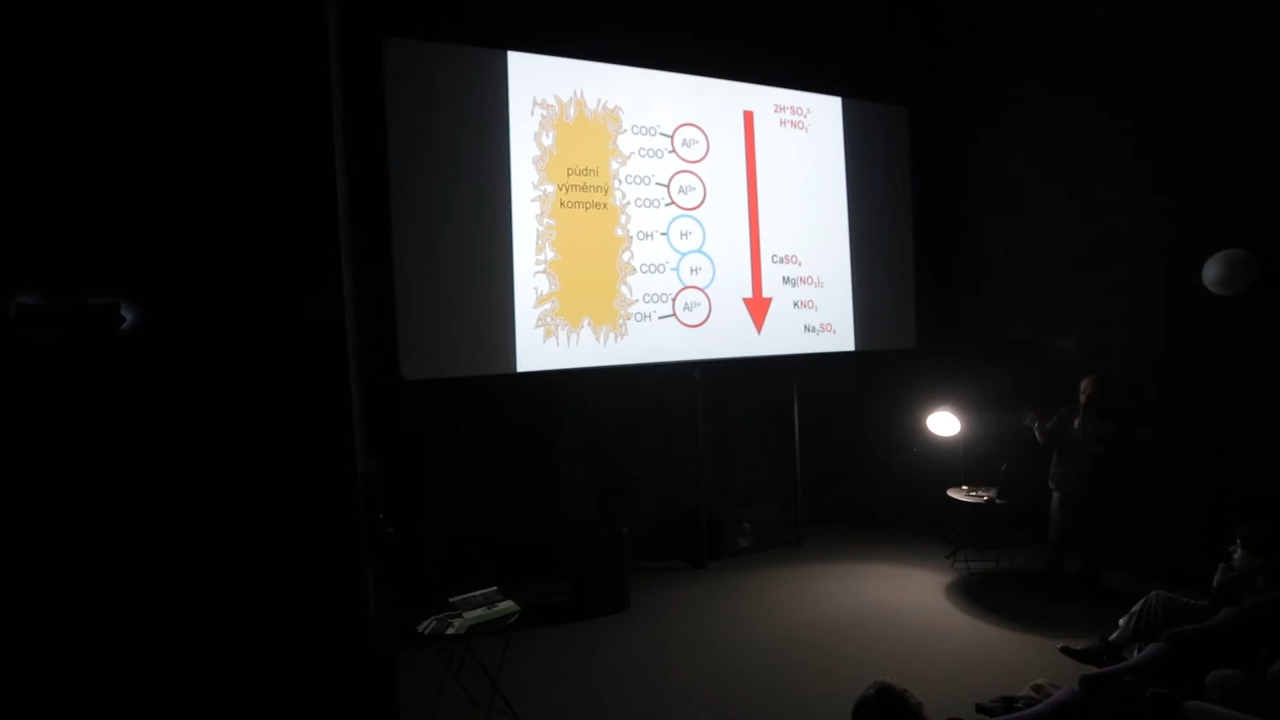 půdní
výměnný
komplex
COO⁻
COO⁻
Al³⁺
COO⁻
COO⁻
Al³⁺
OH⁻
H⁺
COO⁻
H⁺
COO⁻
OH⁻
Al³⁺
2H⁺SO₄²⁻
H⁺NO₃⁻
CaSO₄
Mg(NO₃)₂
KNO₃
Na₂SO₄